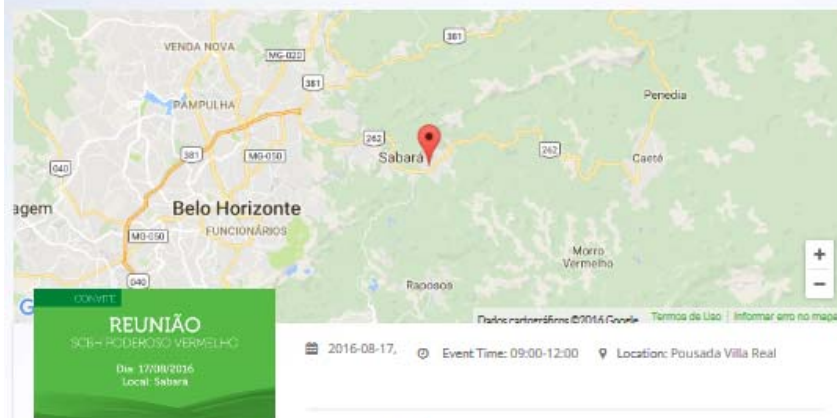 381
VENDA NOVA
MG-020
381
Penedia
PAMPULHA
262
Sabará
262
Caeté
381
MG-050
040
agem
Belo Horizonte
FUNCIONÁRIOS
MG-050
Morro
Vermelho
+
040
Raposos
−
G
Dados cartográficos ©2016 Google
Termos de Uso
Informar erro no mapa
CONVITE
REUNIÃO
SCBH PODEROSO VERMELHO
Dia: 17/08/2016
Local: Sabará
2016-08-17, Event Time: 09:00-12:00 Location: Pousada Villa Real